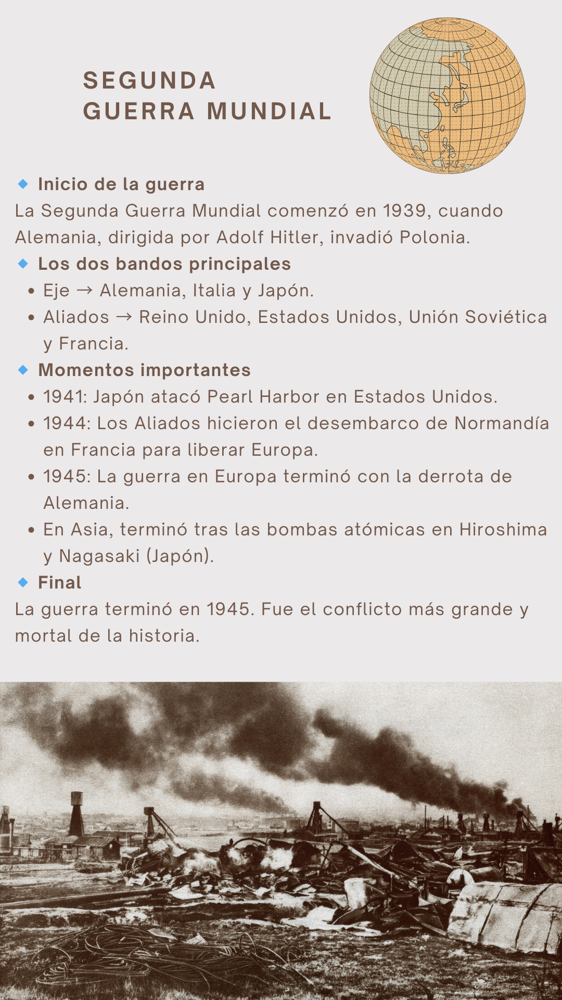 SEGUNDA
GUERRA MUNDIAL
🔹 Inicio de la guerra
La Segunda Guerra Mundial comenzó en 1939, cuando
Alemania, dirigida por Adolf Hitler, invadió Polonia.
🔹 Los dos bandos principales
• Eje → Alemania, Italia y Japón.
• Aliados → Reino Unido, Estados Unidos, Unión Soviética
y Francia.
🔹 Momentos importantes
• 1941: Japón atacó Pearl Harbor en Estados Unidos.
• 1944: Los Aliados hicieron el desembarco de Normandía
en Francia para liberar Europa.
• 1945: La guerra en Europa terminó con la derrota de
Alemania.
• En Asia, terminó tras las bombas atómicas en Hiroshima
y Nagasaki (Japón).
🔹 Final
La guerra terminó en 1945. Fue el conflicto más grande y
mortal de la historia.